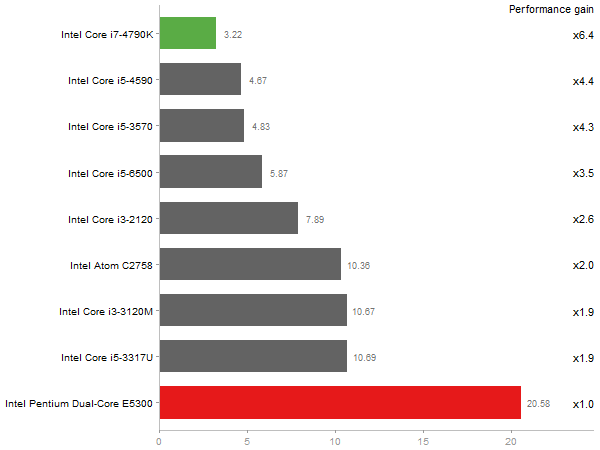 Performance gain
Intel Core i7-4790K 3.22 x6.4
Intel Core i5-4590 4.67 x4.4
Intel Core i5-3570 4.83 x4.3
Intel Core i5-6500 5.87 x3.5
Intel Core i3-2120 7.89 x2.6
Intel Atom C2758 10.36 x2.0
Intel Core i3-3120M 10.67 x1.9
Intel Core i5-3317U 10.69 x1.9
Intel Pentium Dual-Core E5300 20.58 x1.0
0 5 10 15 20